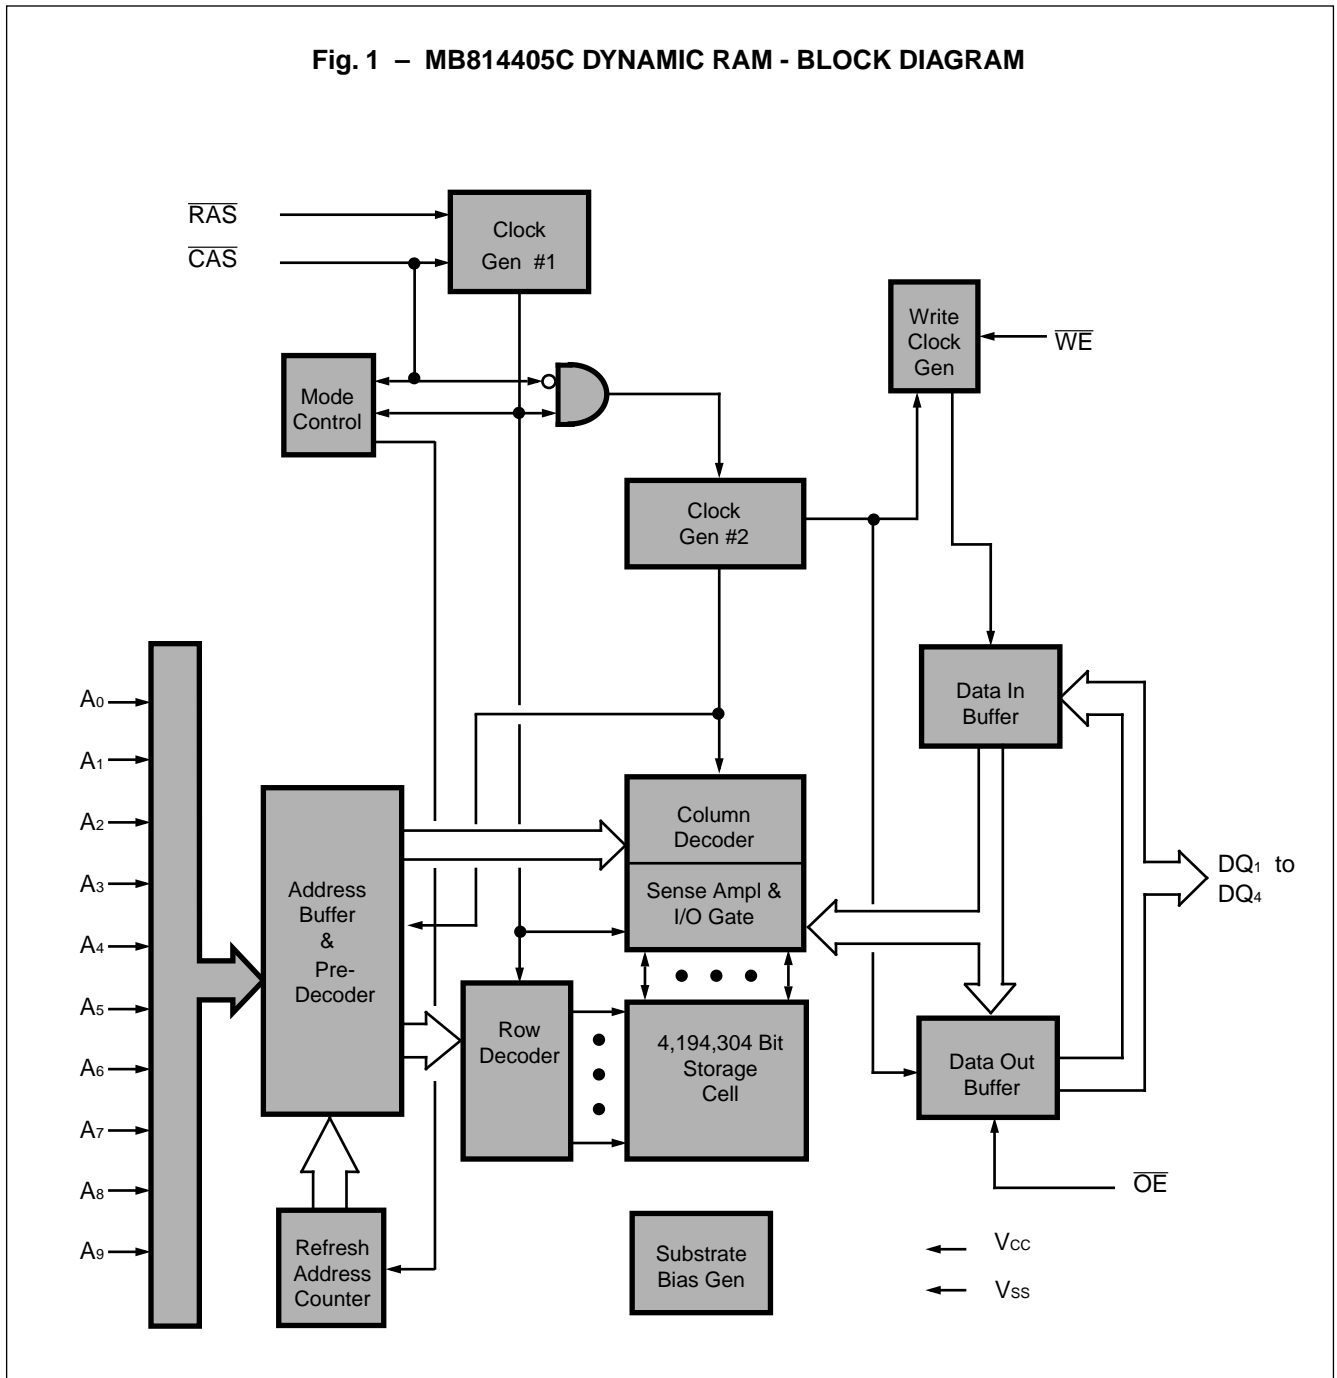 Fig. 1 – MB814405C DYNAMIC RAM - BLOCK DIAGRAM
RAS
CAS
Clock
Gen #1
Write
Clock
Gen
WE
Mode
Control
Clock
Gen #2
Data In
Buffer
A0
A1
A2
A3
A4
A5
A6
A7
A8
A9
Address
Buffer
&
Pre-
Decoder
Column
Decoder
Sense Ampl &
I/O Gate
DQ1 to
DQ4
Row
Decoder
4,194,304 Bit
Storage
Cell
Data Out
Buffer
OE
Refresh
Address
Counter
Substrate
Bias Gen
VCC
VSS